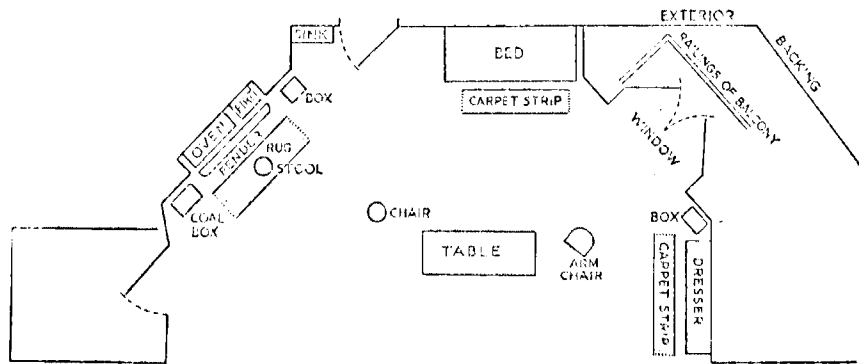 EXTERIOR
SINK
BED
RAILINGS OF BALCONY
BACKING
BOX
CARPET STRIP
FIRE
OVEN
FENDER
WINDOW
RUG
STOOL
COAL
BOX
CHAIR
BOX
TABLE
ARM
CHAIR
CARPET STRIP
DRESSER